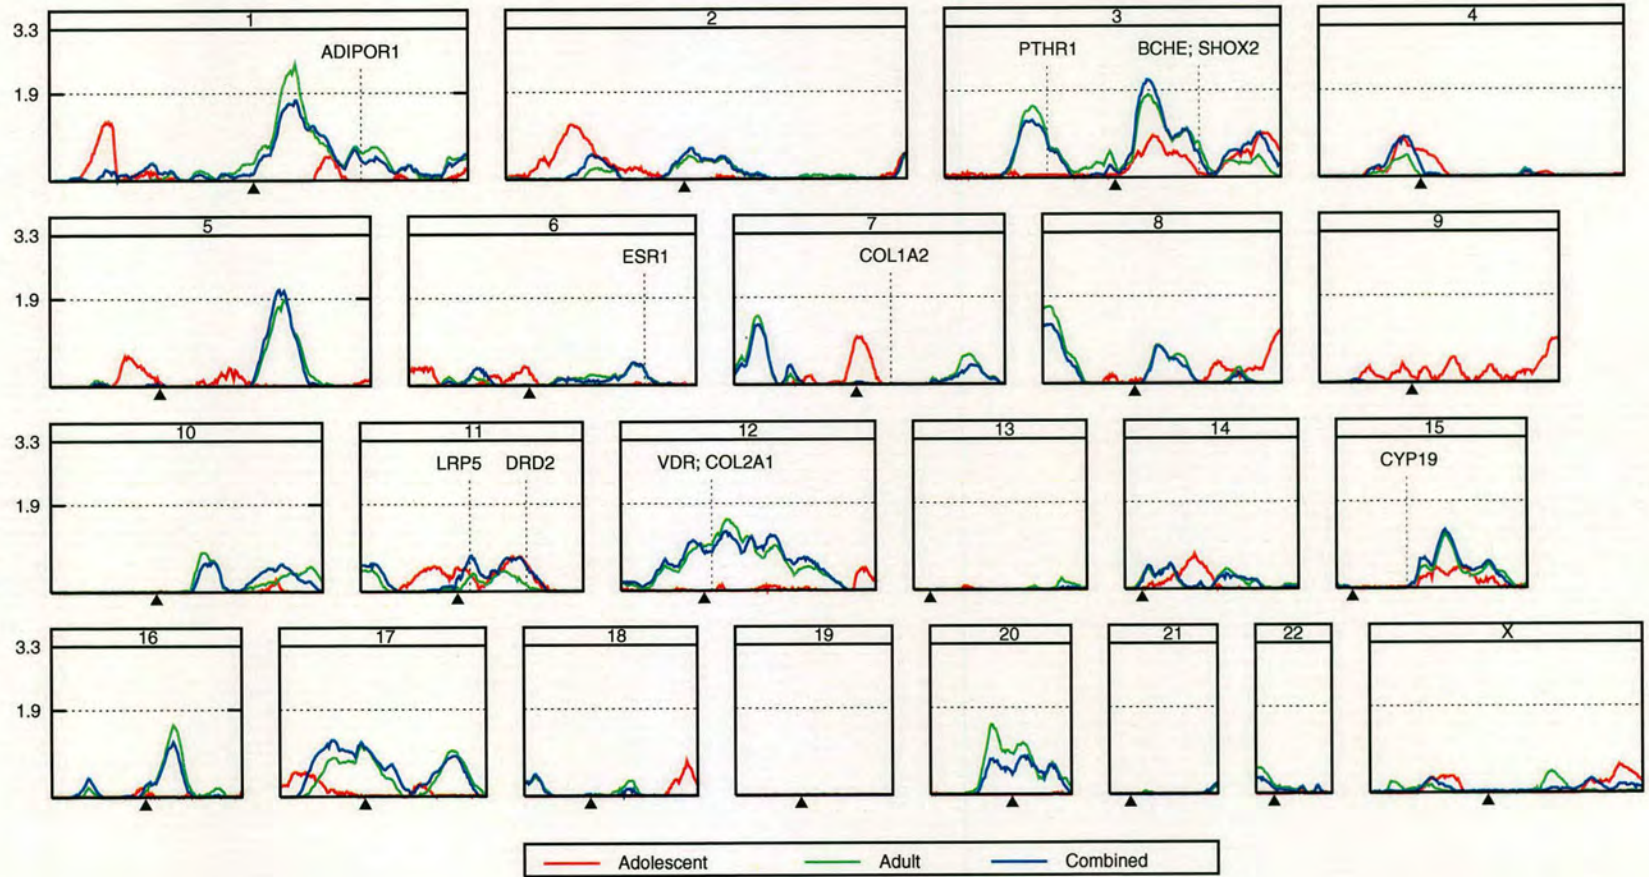 1 2 3 4
3.3
ADIPOR1 PTHR1 BCHE; SHOX2
1.9
5 6 7 8 9
3.3
ESR1 COL1A2
1.9
10 11 12 13 14 15
3.3
LRP5 DRD2 VDR; COL2A1 CYP19
1.9
16 17 18 19 20 21 22 X
3.3
1.9
Adolescent Adult Combined